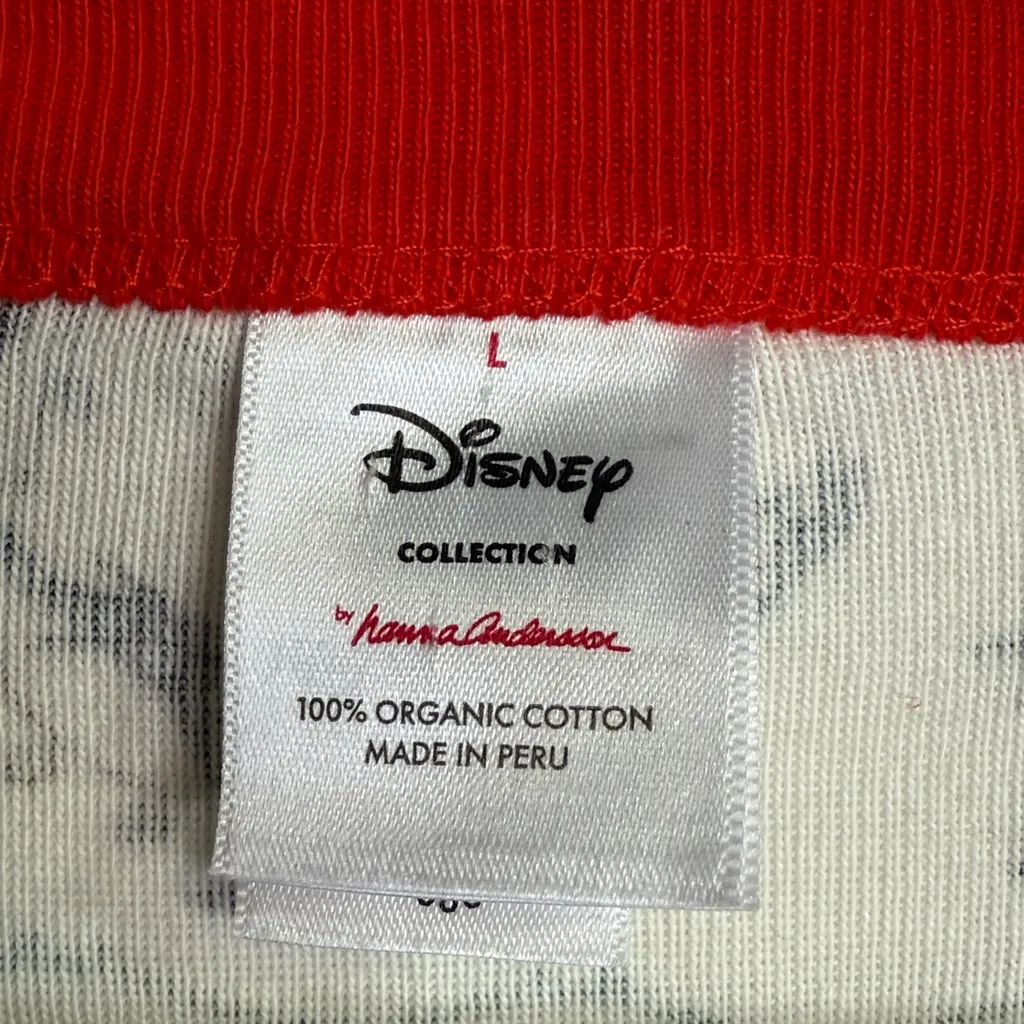 L
Disney
COLLECTION
by hanna Andersson
100% ORGANIC COTTON
MADE IN PERU